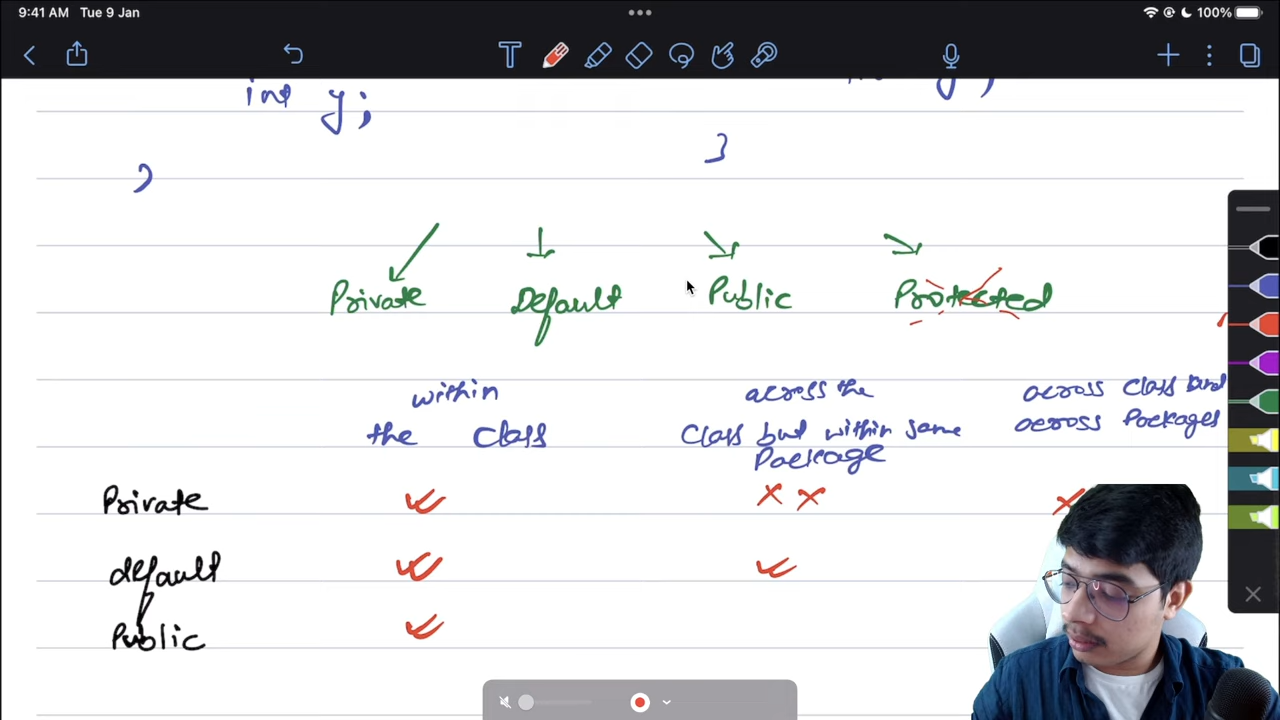 9:41 AM Tue 9 Jan
100%
int y;
}
Private Default Public Protected
within
the class
across the
class but within same
Package
across class and
across Packages
Private
default
Public